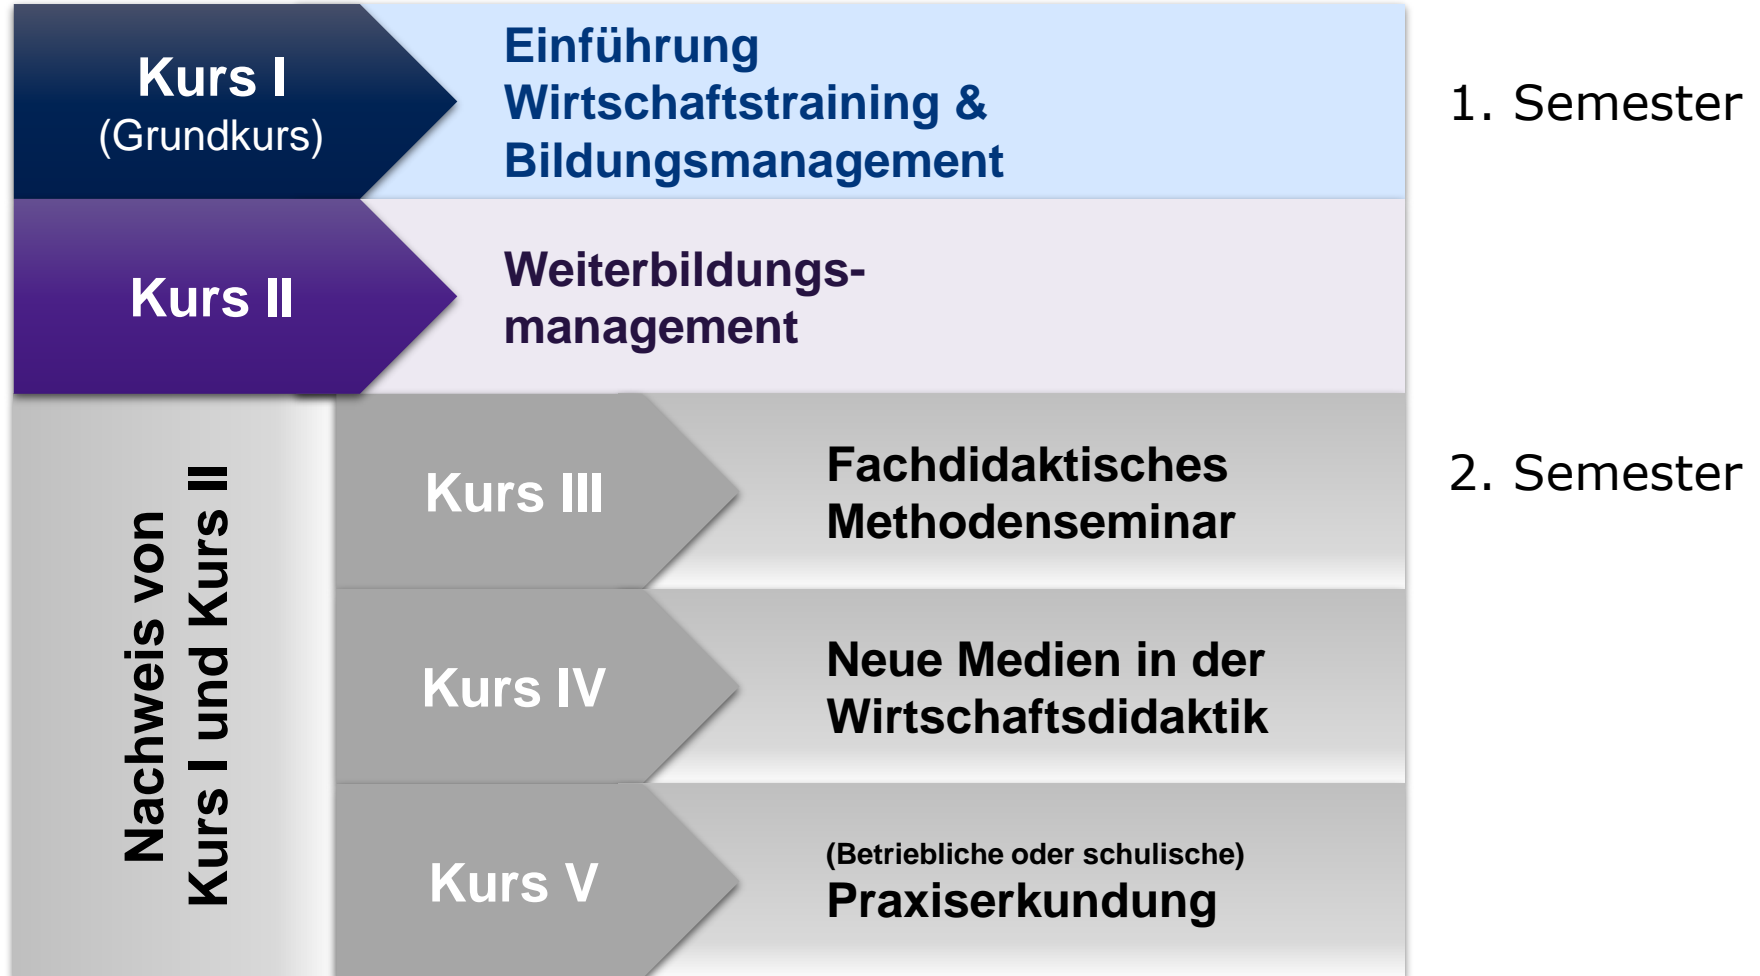 Kurs I
(Grundkurs)
Einführung
Wirtschaftstraining &
Bildungsmanagement
1. Semester
Kurs II
Weiterbildungs-
management
Nachweis von
Kurs I und Kurs II
Kurs III
Fachdidaktisches
Methodenseminar
2. Semester
Kurs IV
Neue Medien in der
Wirtschaftsdidaktik
Kurs V
(Betriebliche oder schulische)
Praxiserkundung